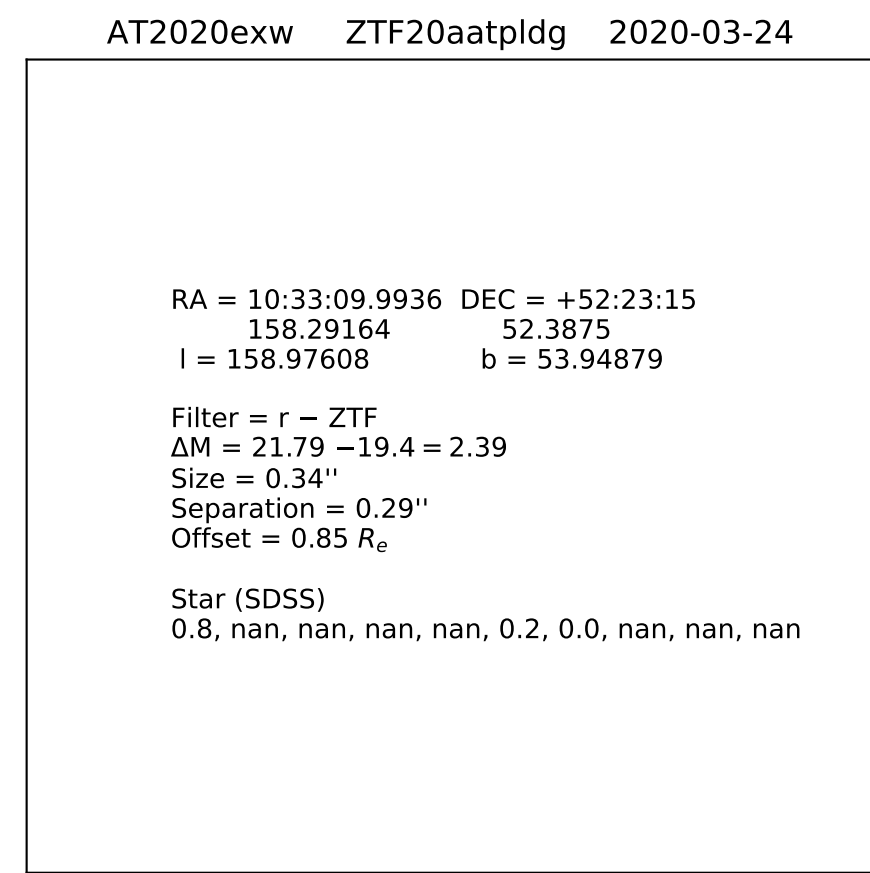 AT2020exw ZTF20aatpldg 2020-03-24
RA = 10:33:09.9936 DEC = +52:23:15
158.29164 52.3875
l = 158.97608 b = 53.94879
Filter = r − ZTF
ΔM = 21.79 −19.4 = 2.39
Size = 0.34''
Separation = 0.29''
Offset = 0.85 Re
Star (SDSS)
0.8, nan, nan, nan, nan, 0.2, 0.0, nan, nan, nan